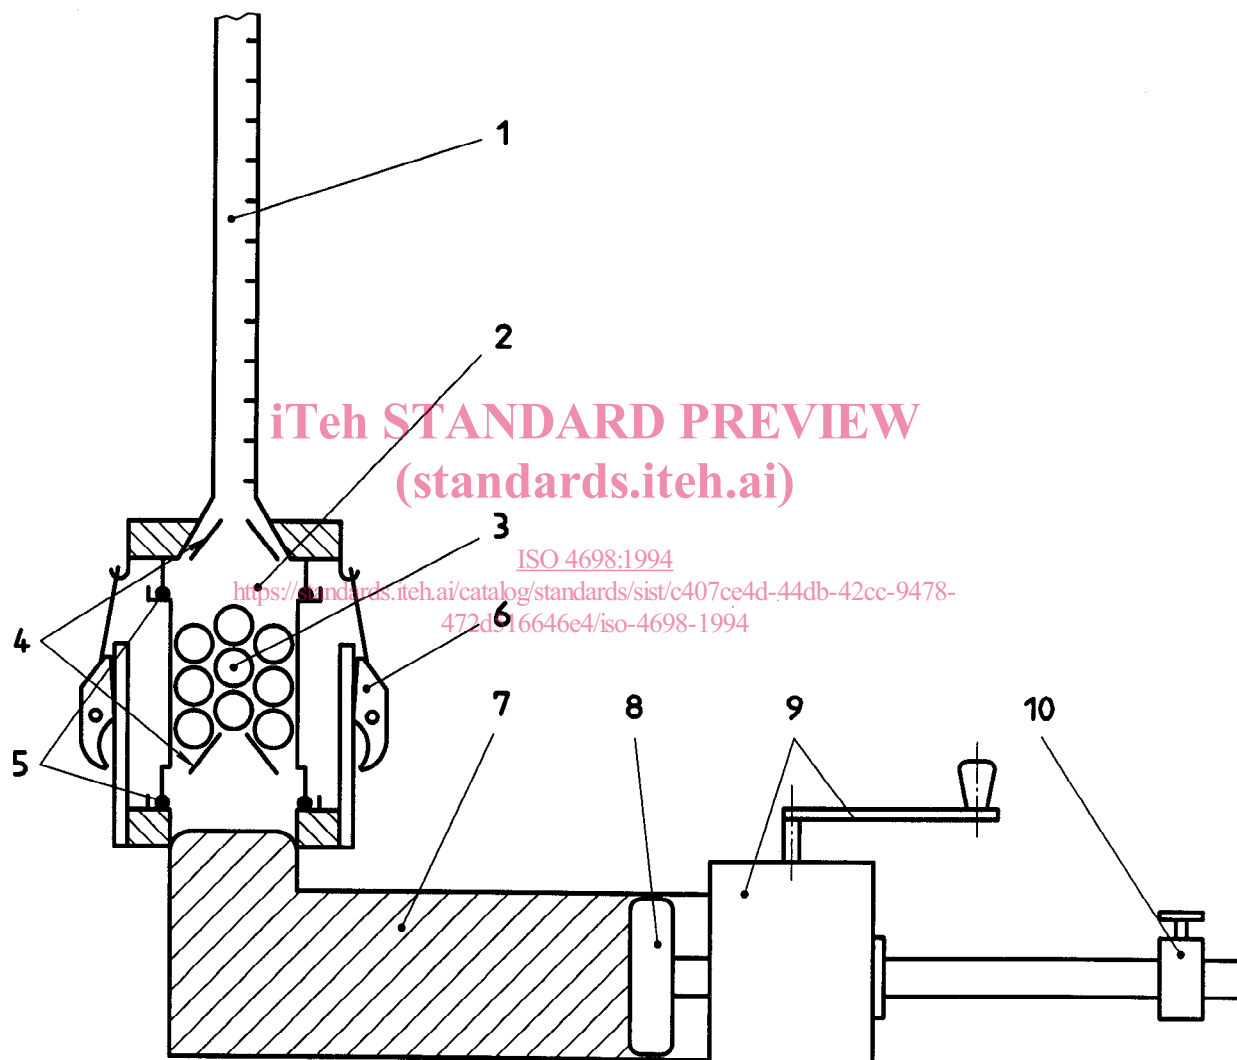 1
2
iTeh STANDARD PREVIEW
(standards.iteh.ai)
3
ISO 4698:1994
https://standards.iteh.ai/catalog/standards/sist/c407ce4d-44db-42cc-9478-
472d516646e4/iso-4698-1994
4
6
5
7
8
9
10